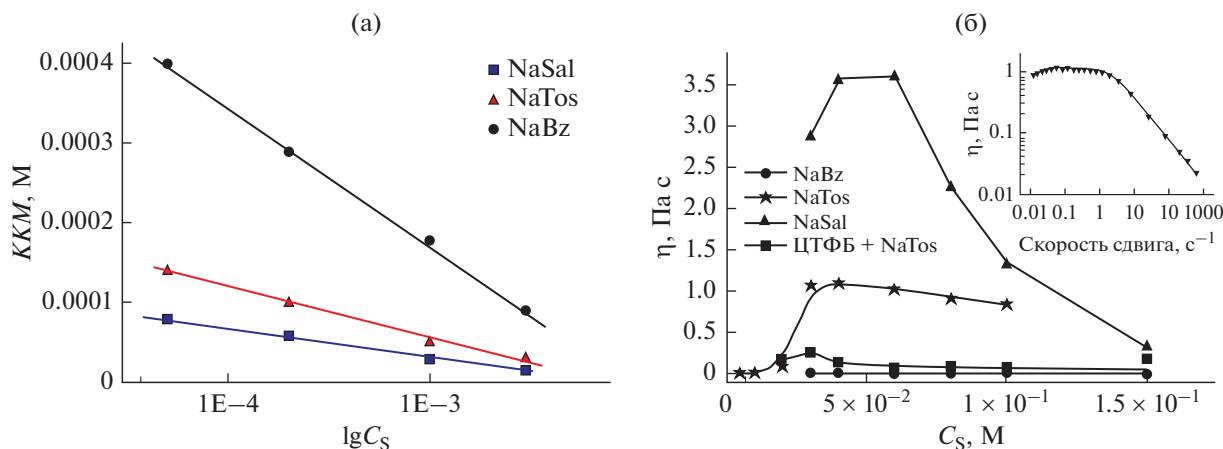 (а)
0.0004
0.0003
0.0002
0.0001
0
ККМ, М
NaSal
NaTos
NaBz
1E−4
1E−3
lgC_S
(б)
3.5
3.0
2.5
2.0
1.5
1.0
0.5
0
η, Па с
NaBz
NaTos
NaSal
ЦТФБ + NaTos
0
5 × 10⁻²
1 × 10⁻¹
1.5 × 10⁻¹
C_S, М
1
0.1
0.01
η, Па с
0.01 0.1 1 10 1000
Скорость сдвига, с⁻¹